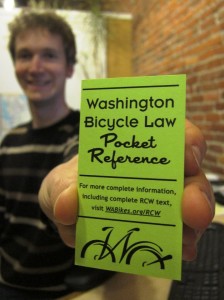 Washington
Bicycle Law
Pocket
Reference
For more complete information,
including complete RCW text,
visit WABikes.org/RCW